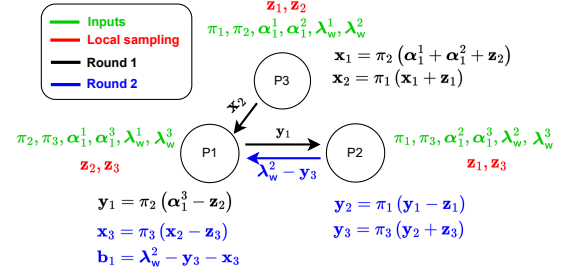 Inputs
Local sampling
Round 1
Round 2
z₁, z₂
π₁, π₂, α₁¹, α₁², λ_w¹, λ_w²
P3
x₁ = π₂ (α₁¹ + α₁² + z₂)
x₂ = π₁ (x₁ + z₁)
x₂
π₂, π₃, α₁¹, α₁³, λ_w¹, λ_w³
z₂, z₃
P1
y₁
λ_w² − y₃
P2
π₁, π₃, α₁², α₁³, λ_w², λ_w³
z₁, z₃
y₁ = π₂ (α₁³ − z₂)
x₃ = π₃ (x₂ − z₃)
b₁ = λ_w² − y₃ − x₃
y₂ = π₁ (y₁ − z₁)
y₃ = π₃ (y₂ + z₃)